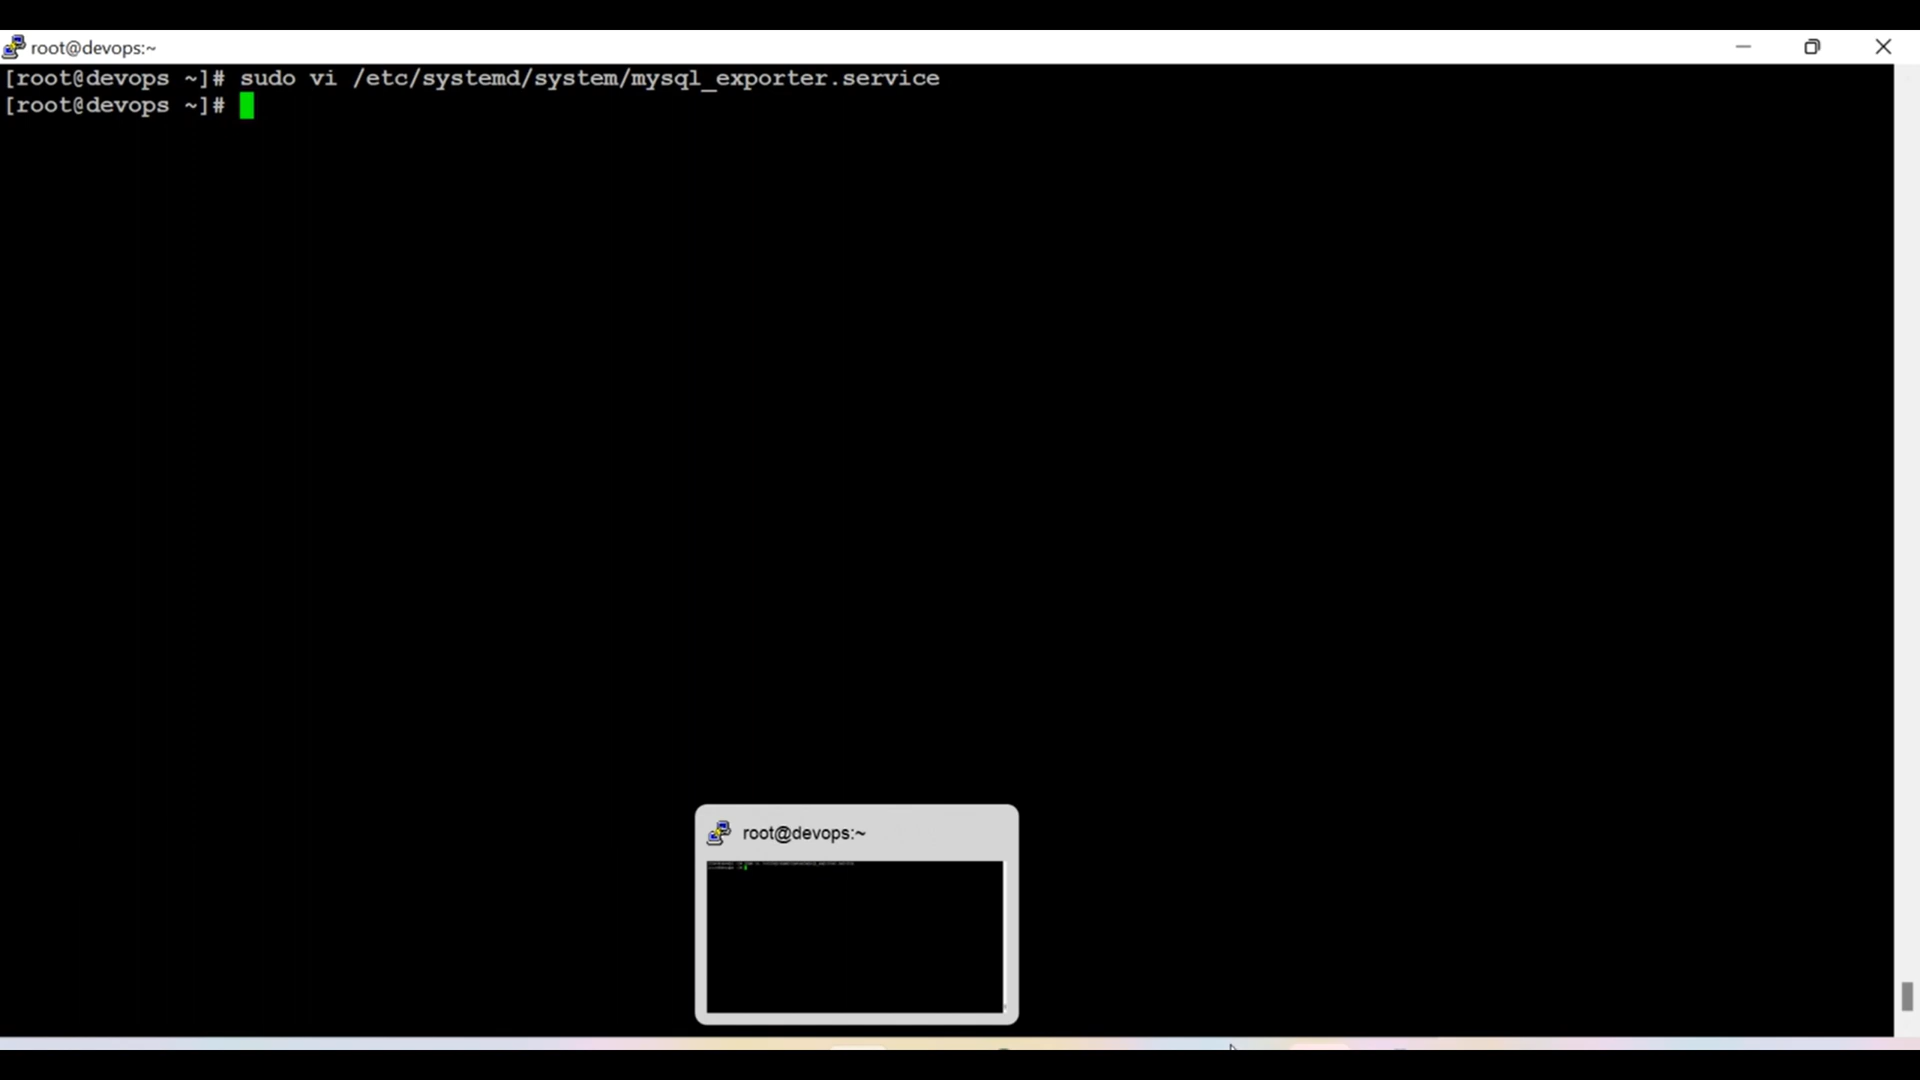 root@devops:~
[root@devops ~]# sudo vi /etc/systemd/system/mysql_exporter.service
[root@devops ~]#
root@devops:~